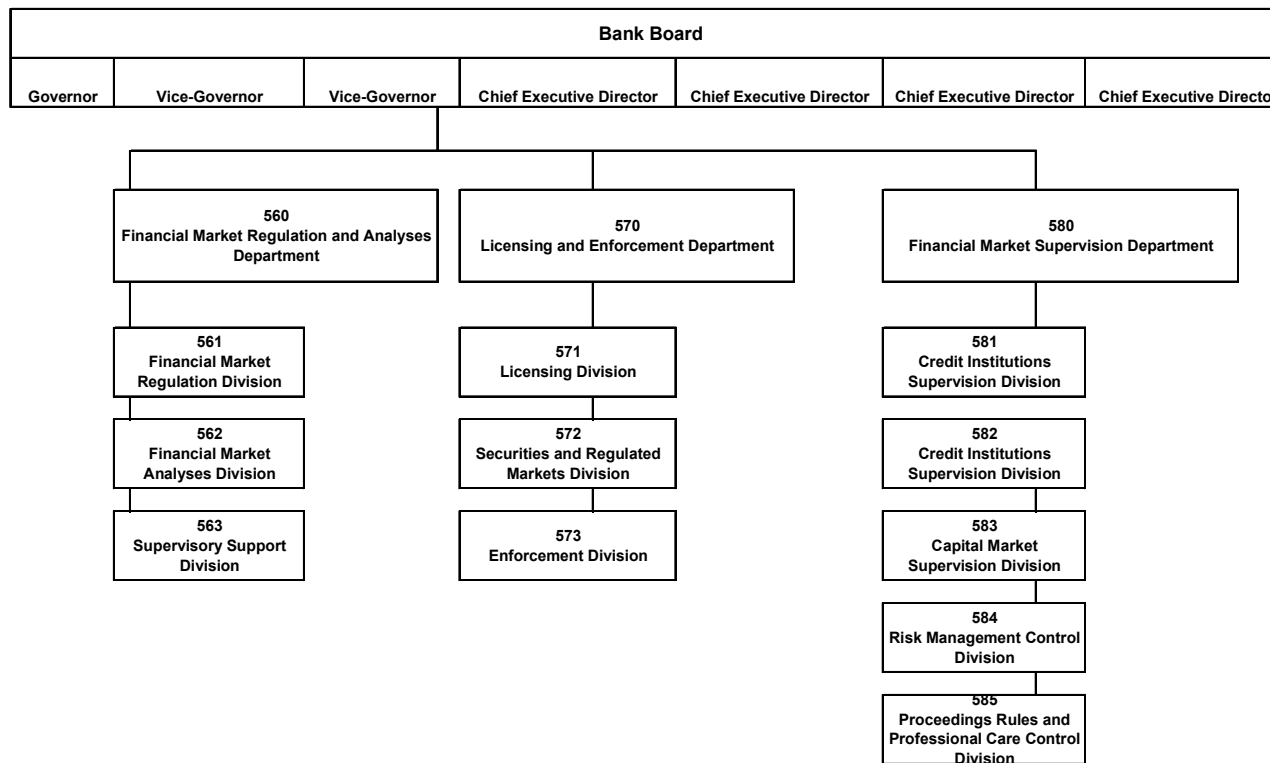 Bank Board
Governor
Vice-Governor
Vice-Governor
Chief Executive Director
Chief Executive Director
Chief Executive Director
Chief Executive Directo
560
Financial Market Regulation and Analyses
Department
570
Licensing and Enforcement Department
580
Financial Market Supervision Department
561
Financial Market
Regulation Division
571
Licensing Division
581
Credit Institutions
Supervision Division
562
Financial Market
Analyses Division
572
Securities and Regulated
Markets Division
582
Credit Institutions
Supervision Division
563
Supervisory Support
Division
573
Enforcement Division
583
Capital Market
Supervision Division
584
Risk Management Control
Division
585
Proceedings Rules and
Professional Care Control
Division